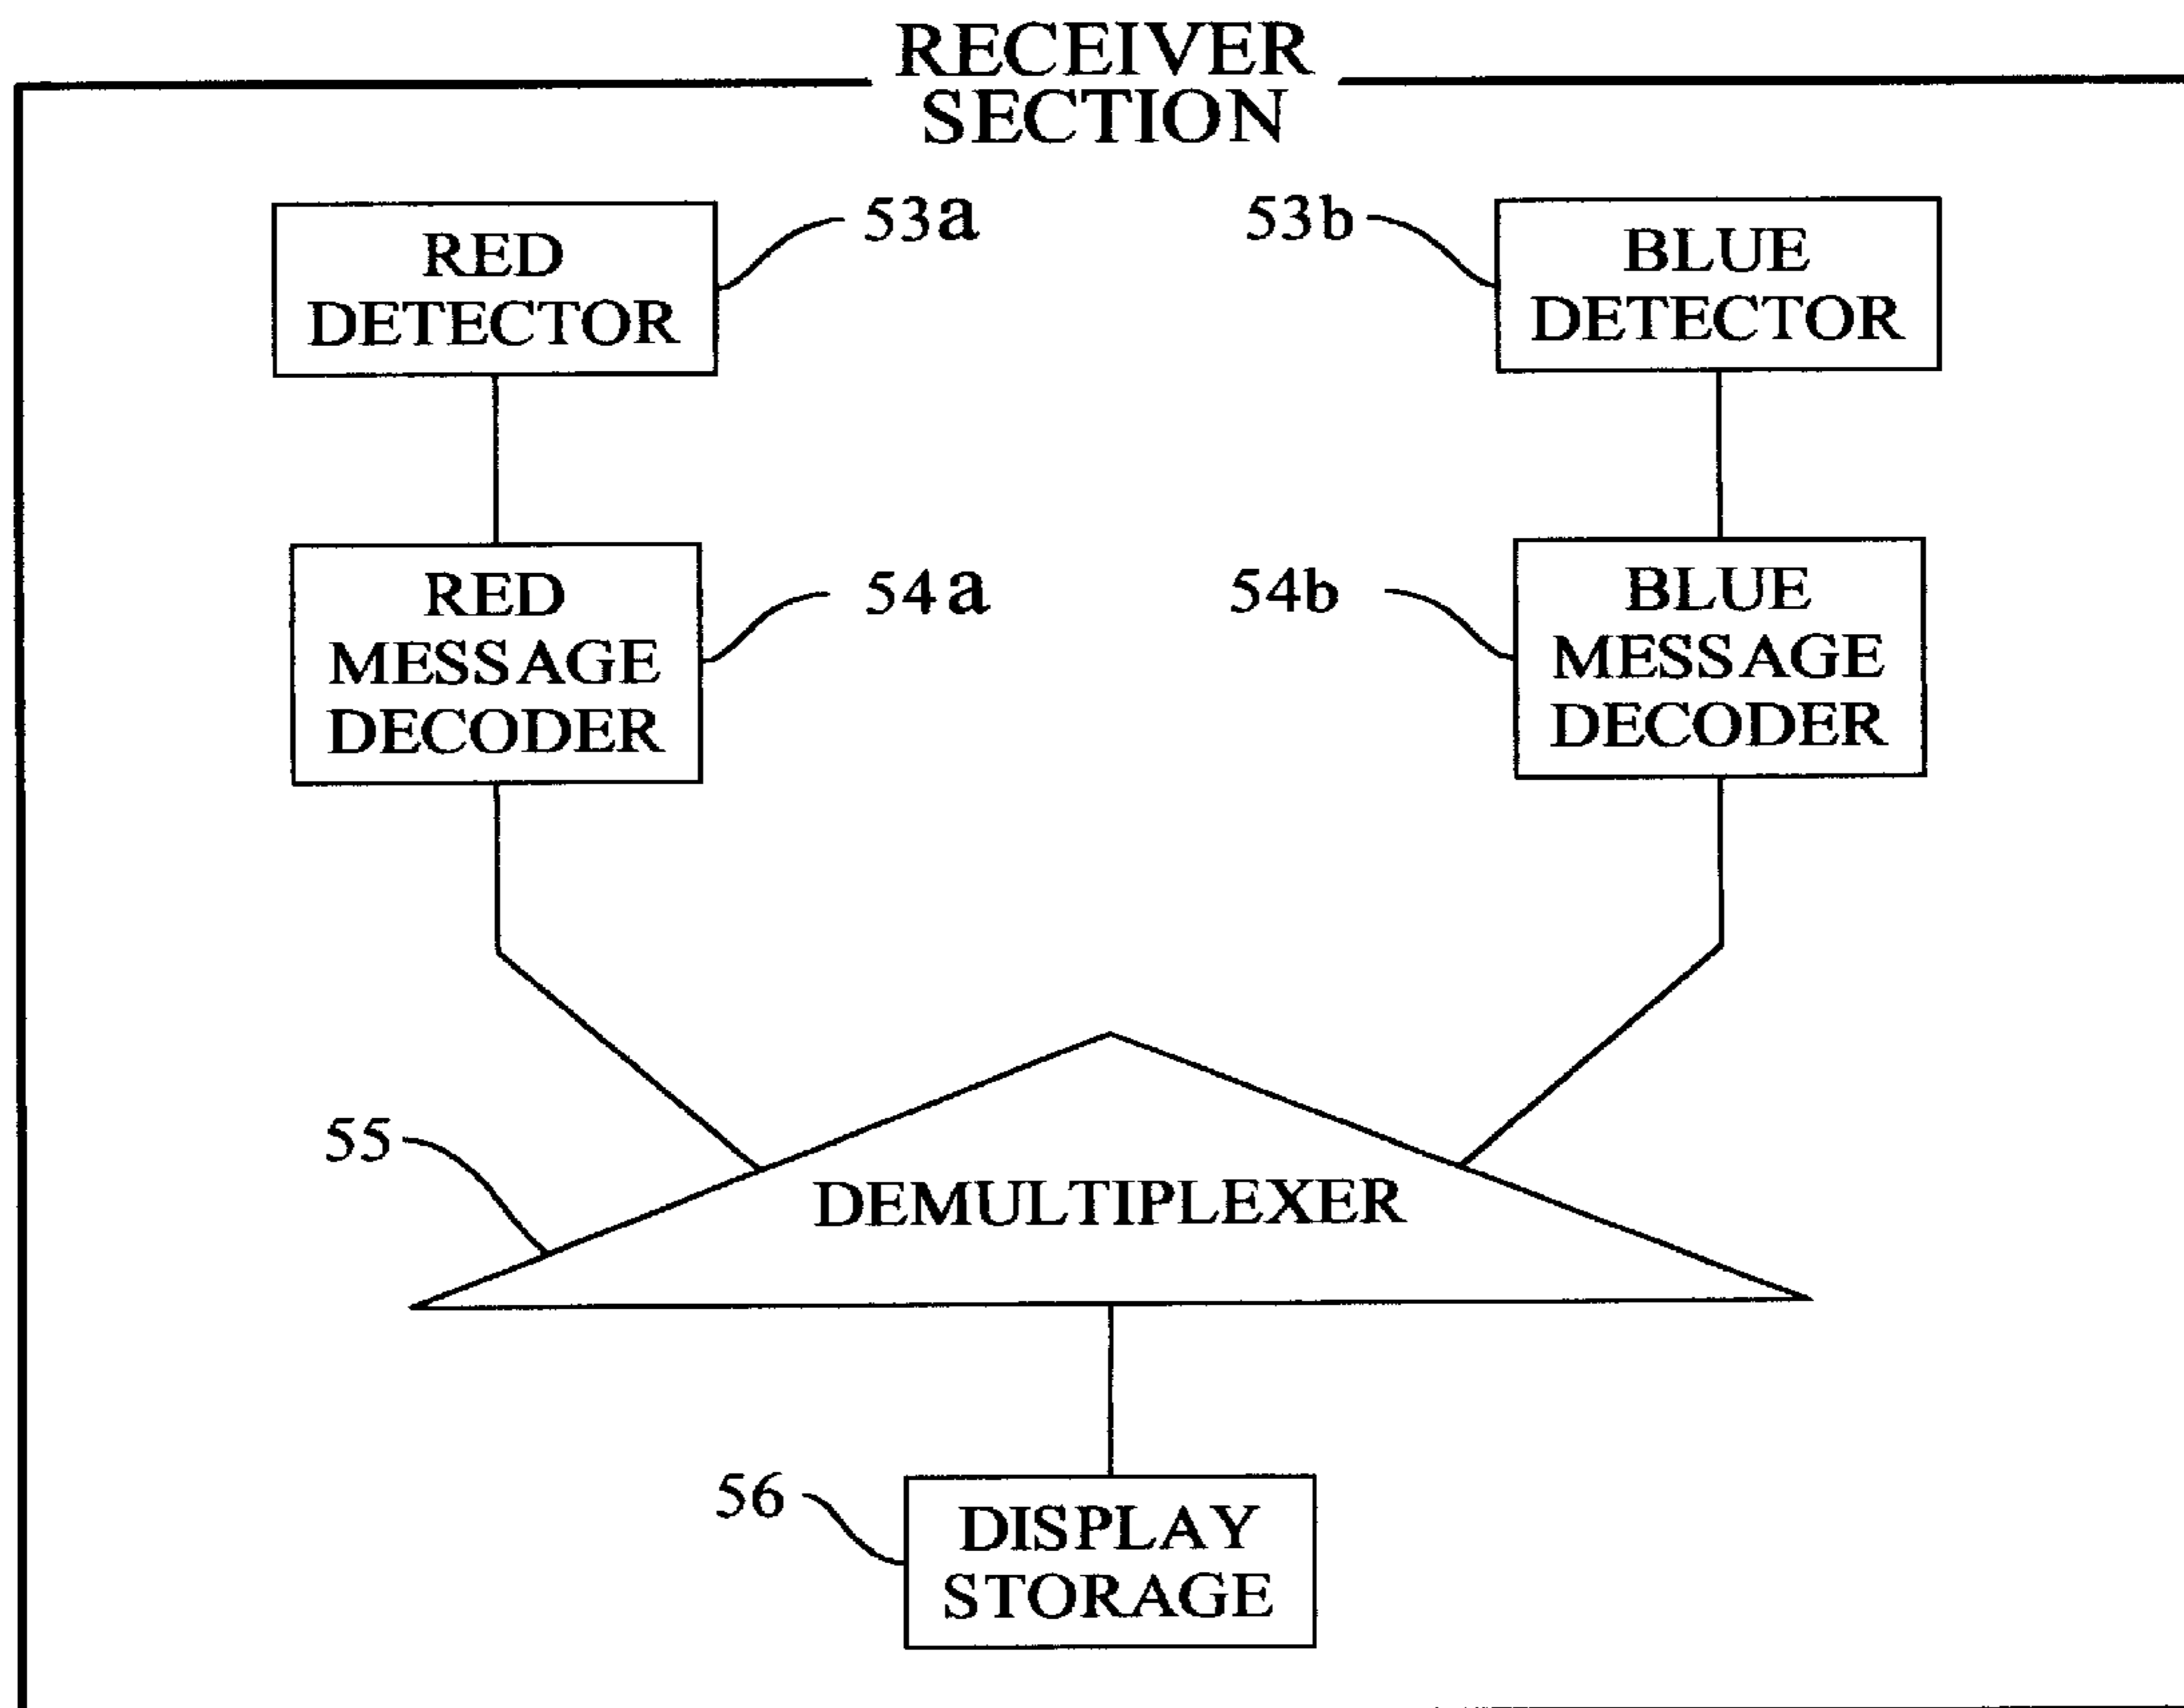 RECEIVER
SECTION
RED
DETECTOR
53a
53b
BLUE
DETECTOR
RED
MESSAGE
DECODER
54a
54b
BLUE
MESSAGE
DECODER
55
DEMULTIPLEXER
56
DISPLAY
STORAGE